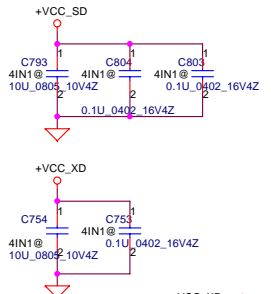 +VCC_SD
1 1 1
C793 C804 C803
4IN1@ 4IN1@ 4IN1@
10U_0805_10V4Z 0.1U_0402_16V4Z
2 2 2
0.1U_0402_16V4Z
+VCC_XD
1 1
C754 C753
4IN1@
4IN1@ 0.1U_0402_16V4Z
10U_0805_10V4Z
2 2